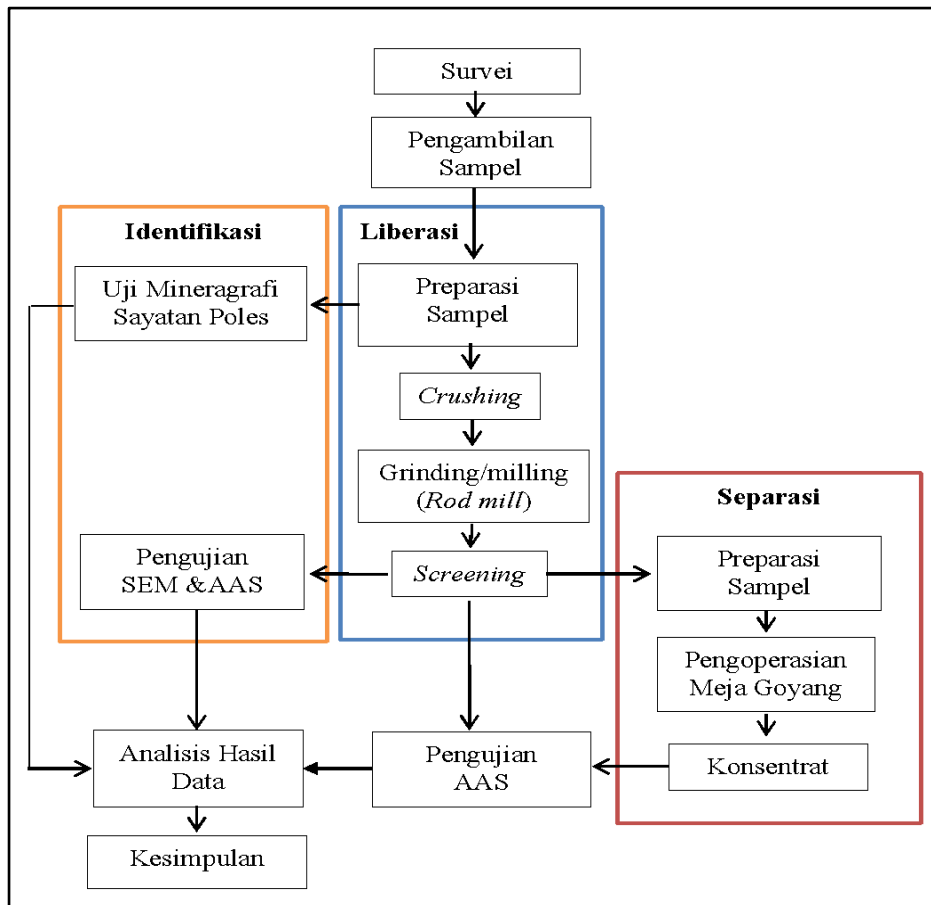 Survei
Pengambilan
Sampel
Identifikasi
Uji Mineragrafi
Sayatan Poles
Pengujian
SEM &AAS
Liberasi
Preparasi
Sampel
Crushing
Grinding/milling
(Rod mill)
Screening
Separasi
Preparasi
Sampel
Pengoperasian
Meja Goyang
Konsentrat
Pengujian
AAS
Analisis Hasil
Data
Kesimpulan